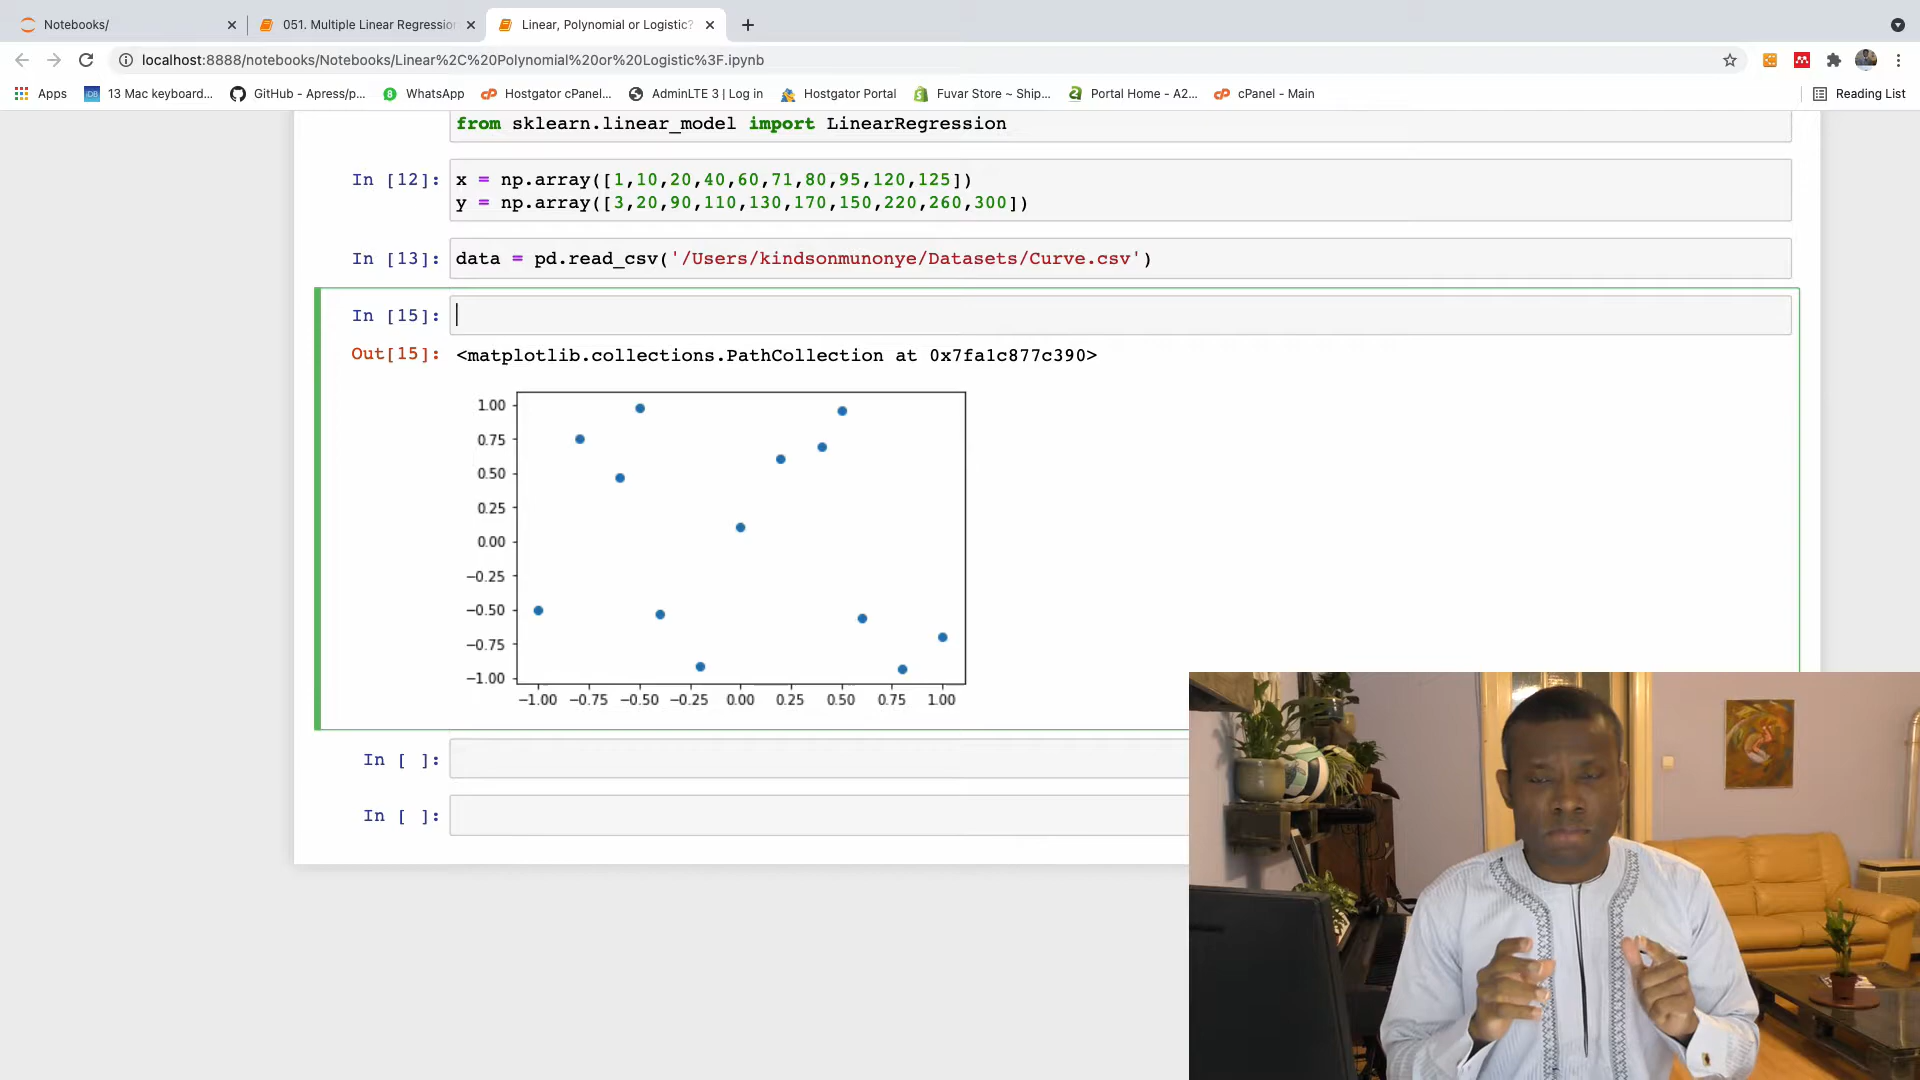 Notebooks/
051. Multiple Linear Regression
Linear, Polynomial or Logistic?
localhost:8888/notebooks/Notebooks/Linear%2C%20Polynomial%20or%20Logistic%3F.ipynb
Apps
13 Mac keyboard...
GitHub - Apress/p...
WhatsApp
Hostgator cPanel...
AdminLTE 3 | Log in
Hostgator Portal
Fuvar Store ~ Ship...
Portal Home - A2...
cPanel - Main
Reading List
from sklearn.linear_model import LinearRegression
In [12]:
x = np.array([1,10,20,40,60,71,80,95,120,125])
y = np.array([3,20,90,110,130,170,150,220,260,300])
In [13]:
data = pd.read_csv('/Users/kindsonmunonye/Datasets/Curve.csv')
In [15]:
Out[15]:
<matplotlib.collections.PathCollection at 0x7fa1c877c390>
1.00
0.75
0.50
0.25
0.00
−0.25
−0.50
−0.75
−1.00
−1.00 −0.75 −0.50 −0.25 0.00 0.25 0.50 0.75 1.00
In [ ]:
In [ ]: